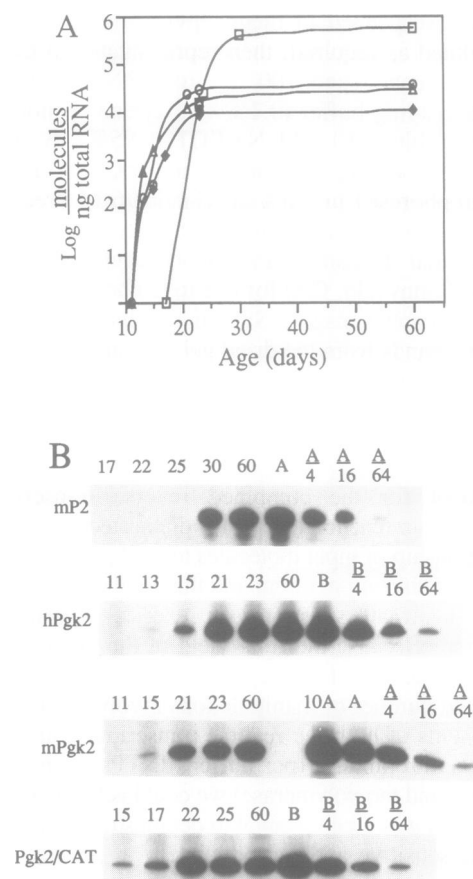 A
Log molecules
ng total RNA
6
5
4
3
2
1
10 20 30 40 50 60
Age (days)
B
17 22 25 30 60 A A/4 A/16 A/64
mP2
11 13 15 21 23 60 B B/4 B/16 B/64
hPgk2
11 15 21 23 60 10A A A/4 A/16 A/64
mPgk2
15 17 22 25 60 B B/4 B/16 B/64
Pgk2/CAT